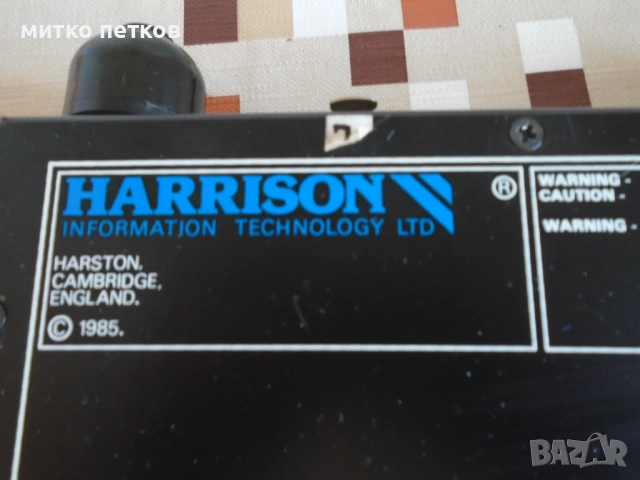 митко петков
HARRISON
INFORMATION TECHNOLOGY LTD
®
HARSTON.
CAMBRIDGE,
ENGLAND.
© 1985.
WARNING -
CAUTION -
WARNING -
BAZAR